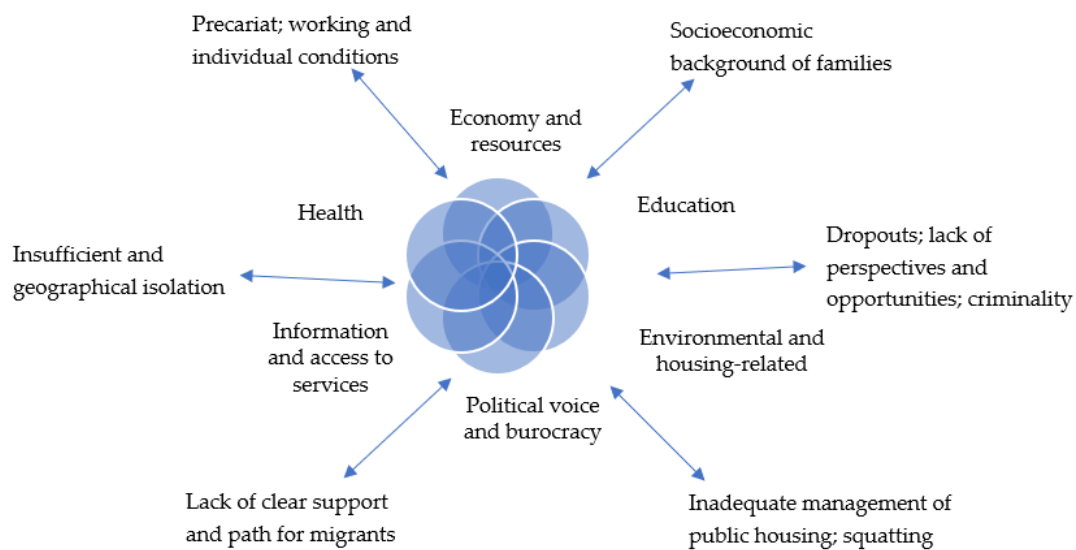 Precariat; working and
individual conditions
Socioeconomic
background of families
Economy and
resources
Health
Education
Insufficient and
geographical isolation
Dropouts; lack of
perspectives and
opportunities; criminality
Information
and access to
services
Environmental and
housing-related
Political voice
and burocracy
Lack of clear support
and path for migrants
Inadequate management of
public housing; squatting